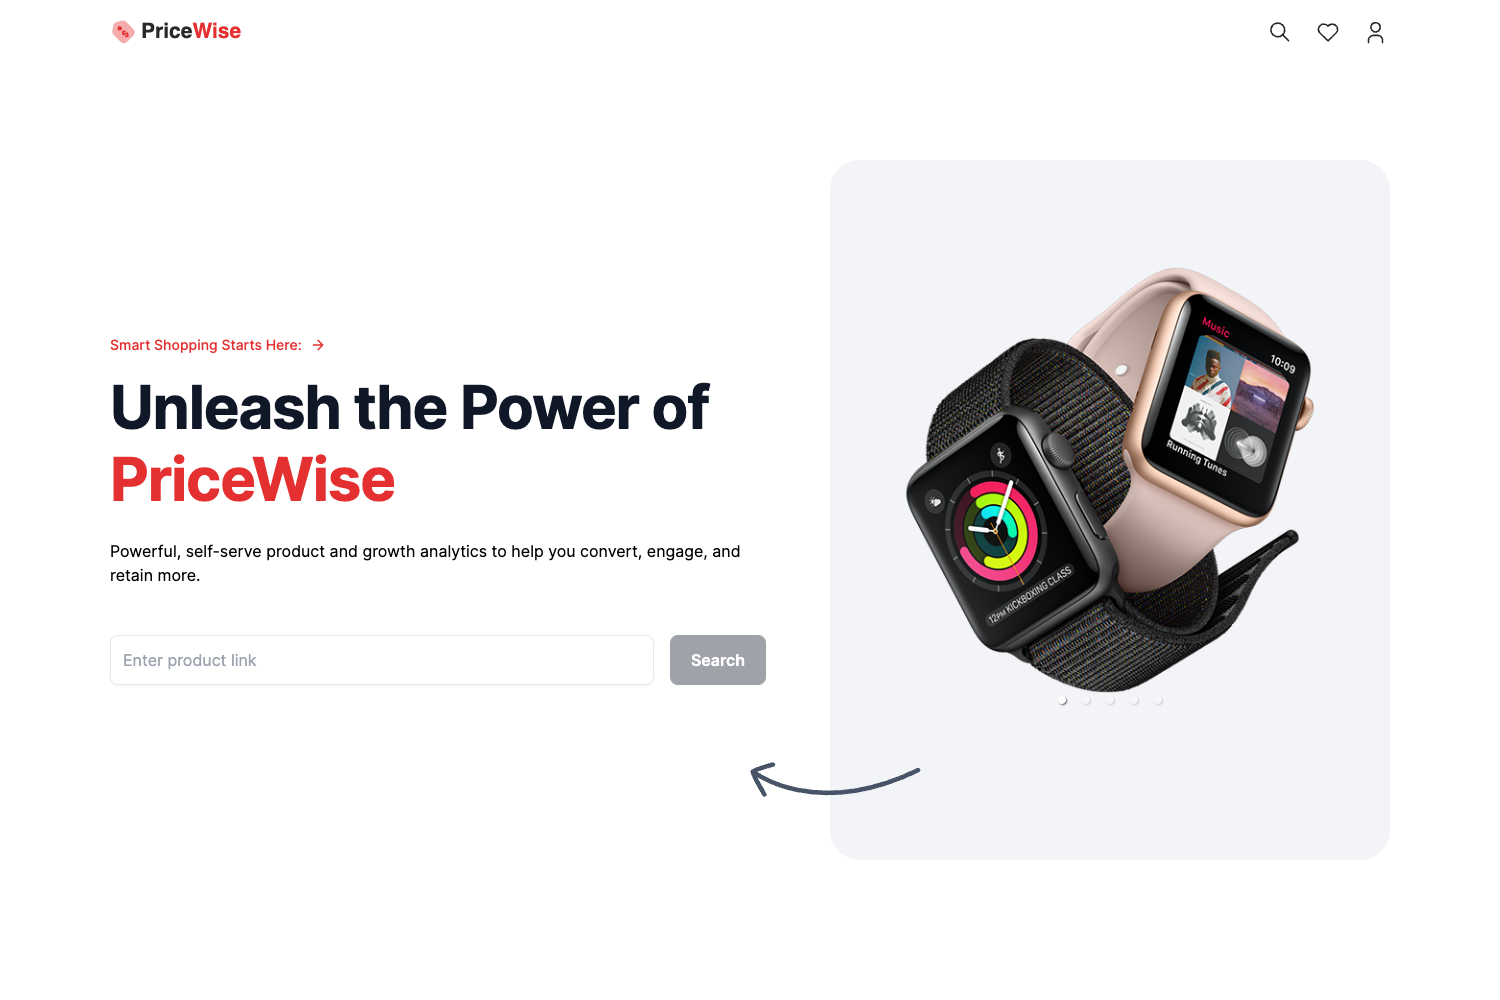 PriceWise
Smart Shopping Starts Here:
Unleash the Power of
PriceWise
Powerful, self-serve product and growth analytics to help you convert, engage, and
retain more.
Enter product link
Search
Music
10:09
Running Tunes
12PM KICKBOXING CLASS